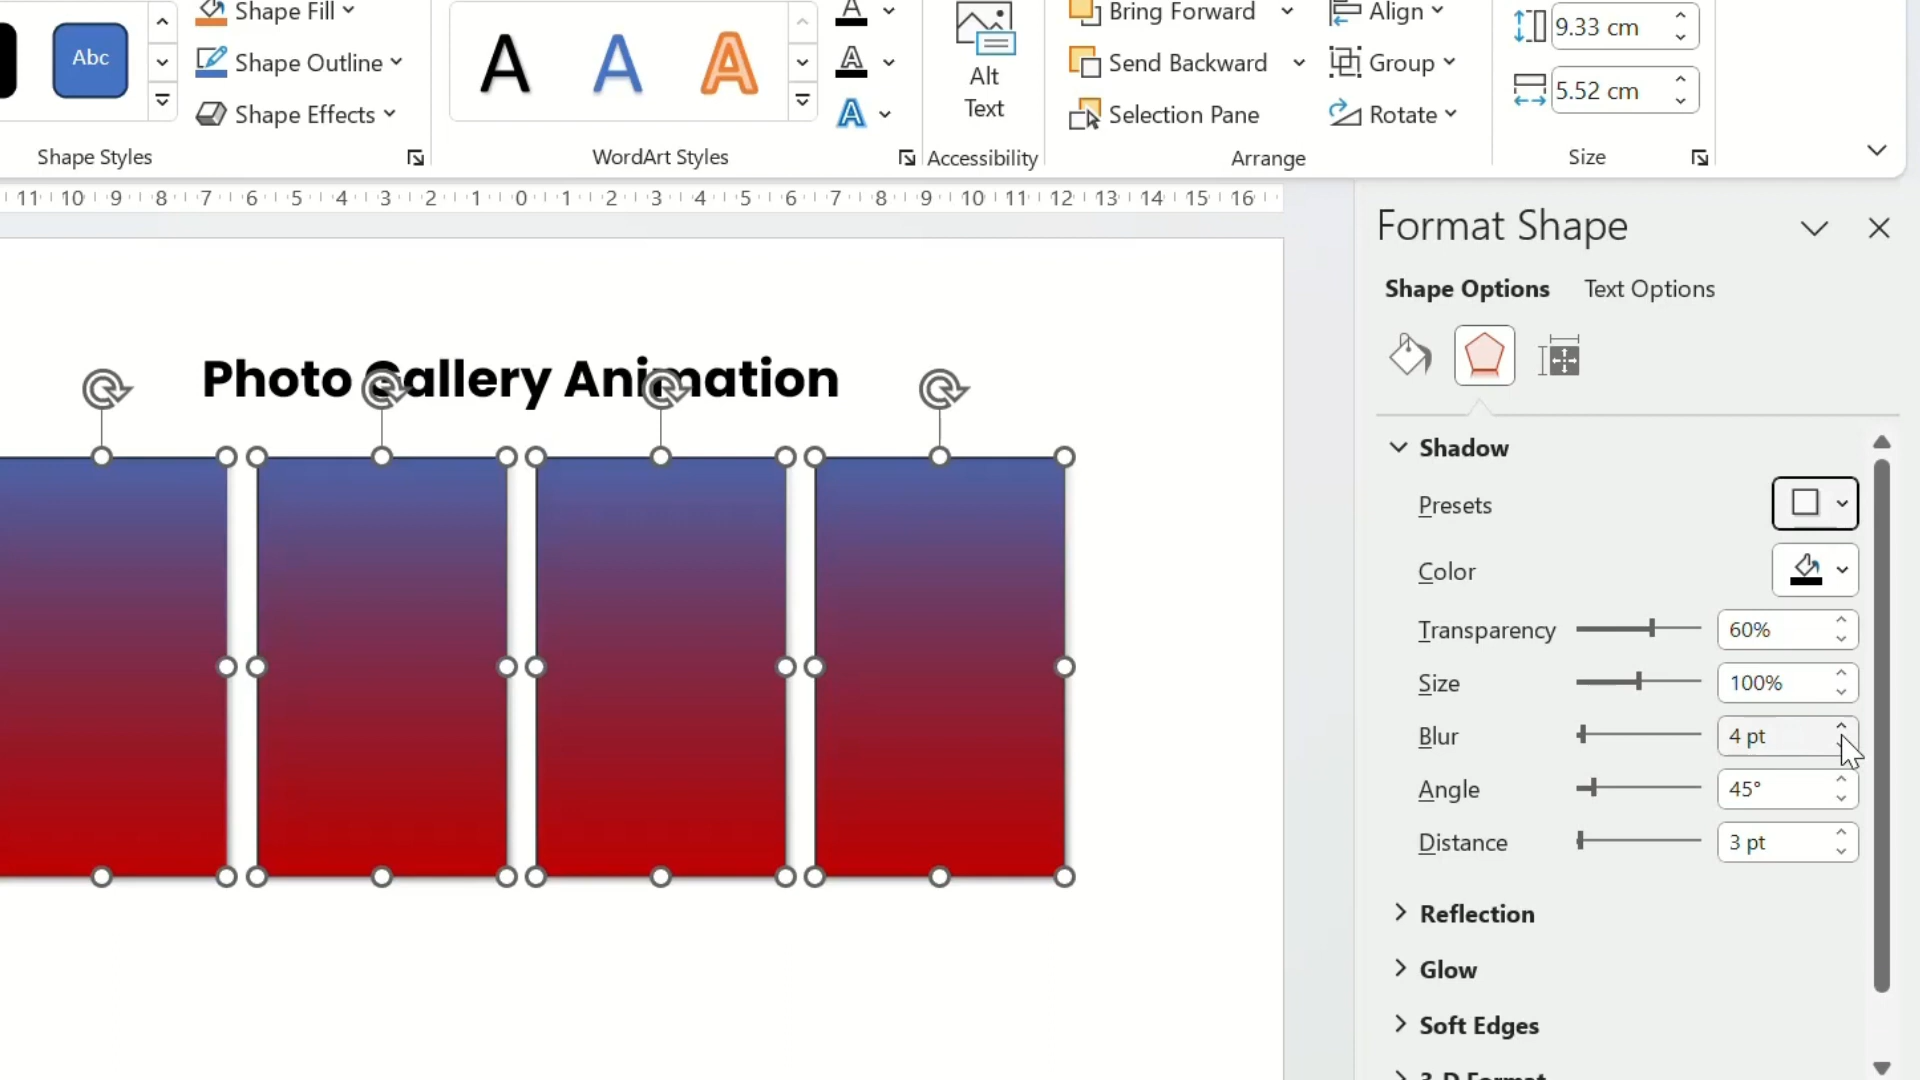 Shape Fill
Bring Forward
Align
9.33 cm
Abc
Shape Outline
A A A
A
Send Backward
Group
Alt
Text
5.52 cm
Shape Effects
A
Selection Pane
Rotate
Shape Styles
WordArt Styles
Accessibility
Arrange
Size
11 10 9 8 7 6 5 4 3 2 1 0 1 2 3 4 5 6 7 8 9 10 11 12 13 14 15 16
Format Shape
Shape Options
Text Options
Photo Gallery Animation
Shadow
Presets
Color
Transparency 60%
Size 100%
Blur 4 pt
Angle 45°
Distance 3 pt
Reflection
Glow
Soft Edges
3-D Format